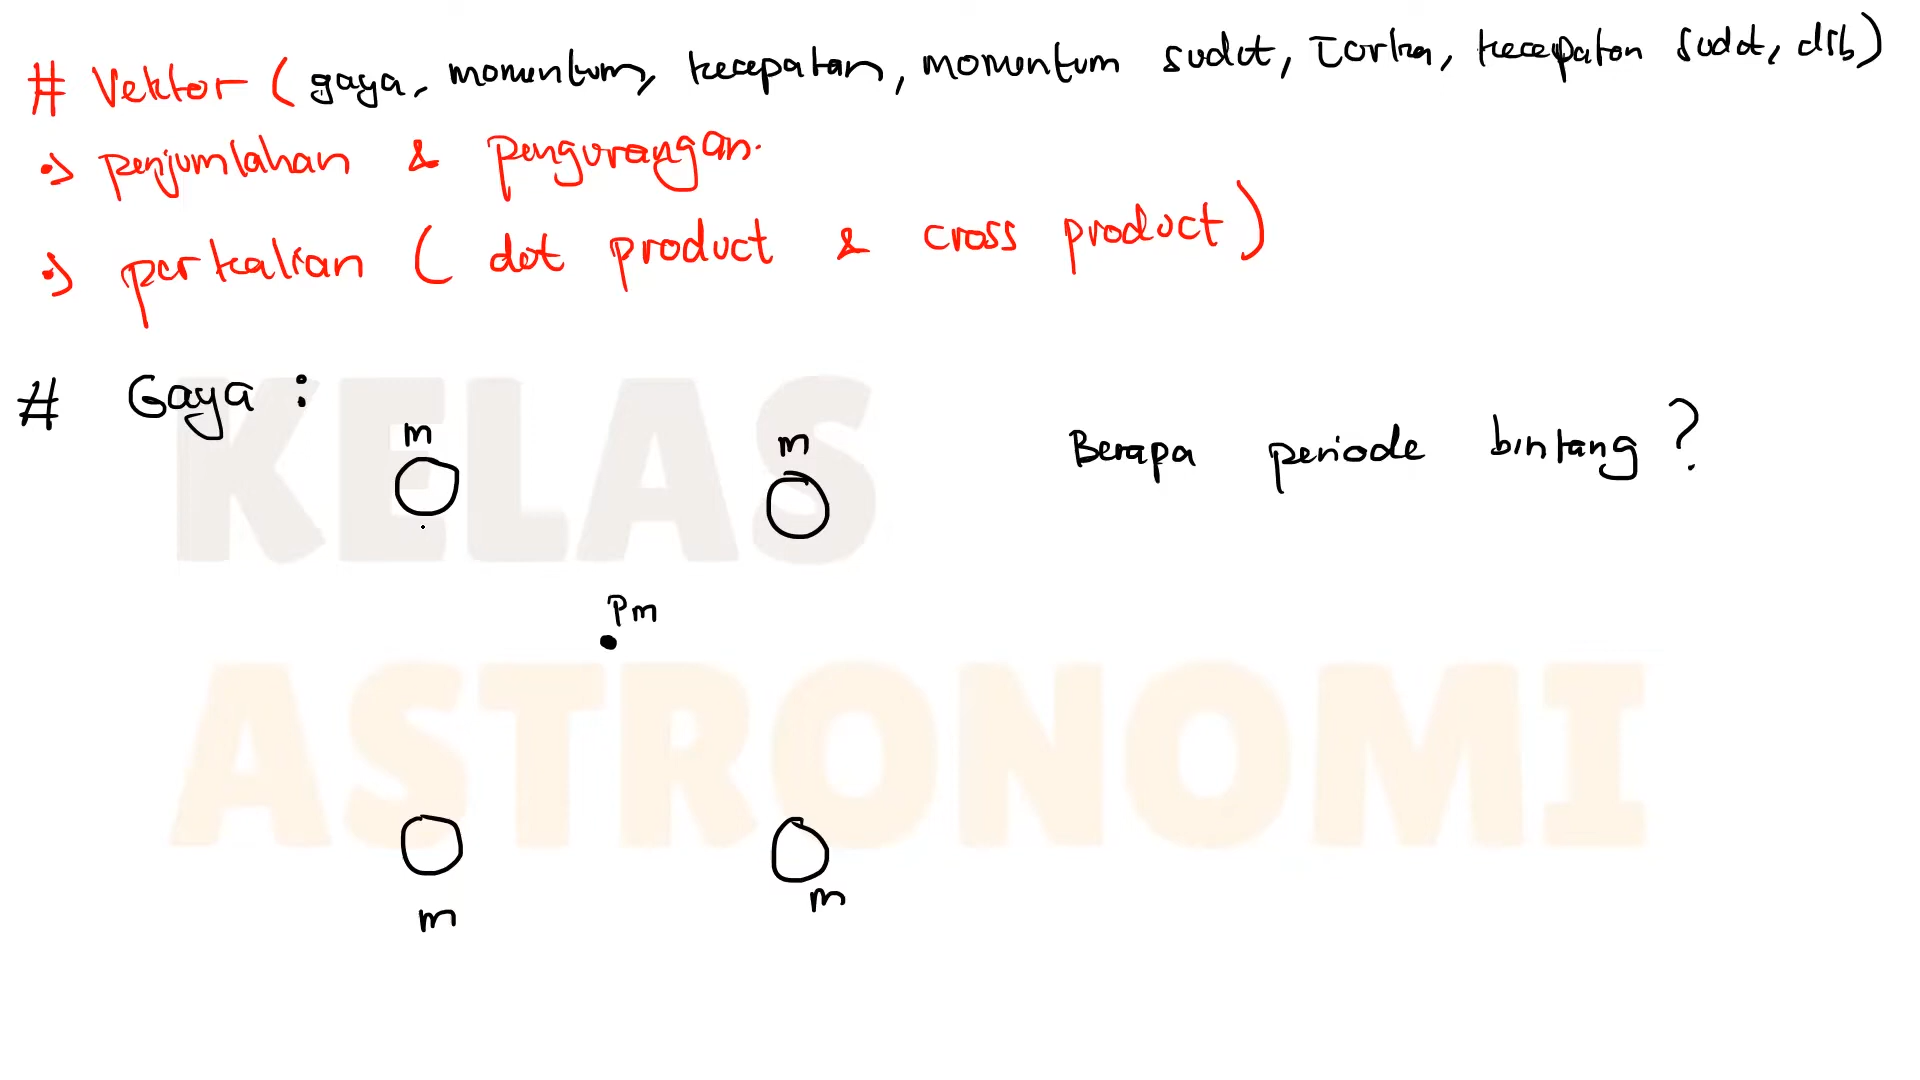 # Vektor (gaya, momentum, kecepatan, momentum sudut, Torka, kecepatan sudut, dsb)
→ penjumlahan & pengurangan.
→ perkalian (dot product & cross product)
# Gaya :
Berapa periode bintang ?
m
m
Pm
m
m
KELAS
ASTRONOMI